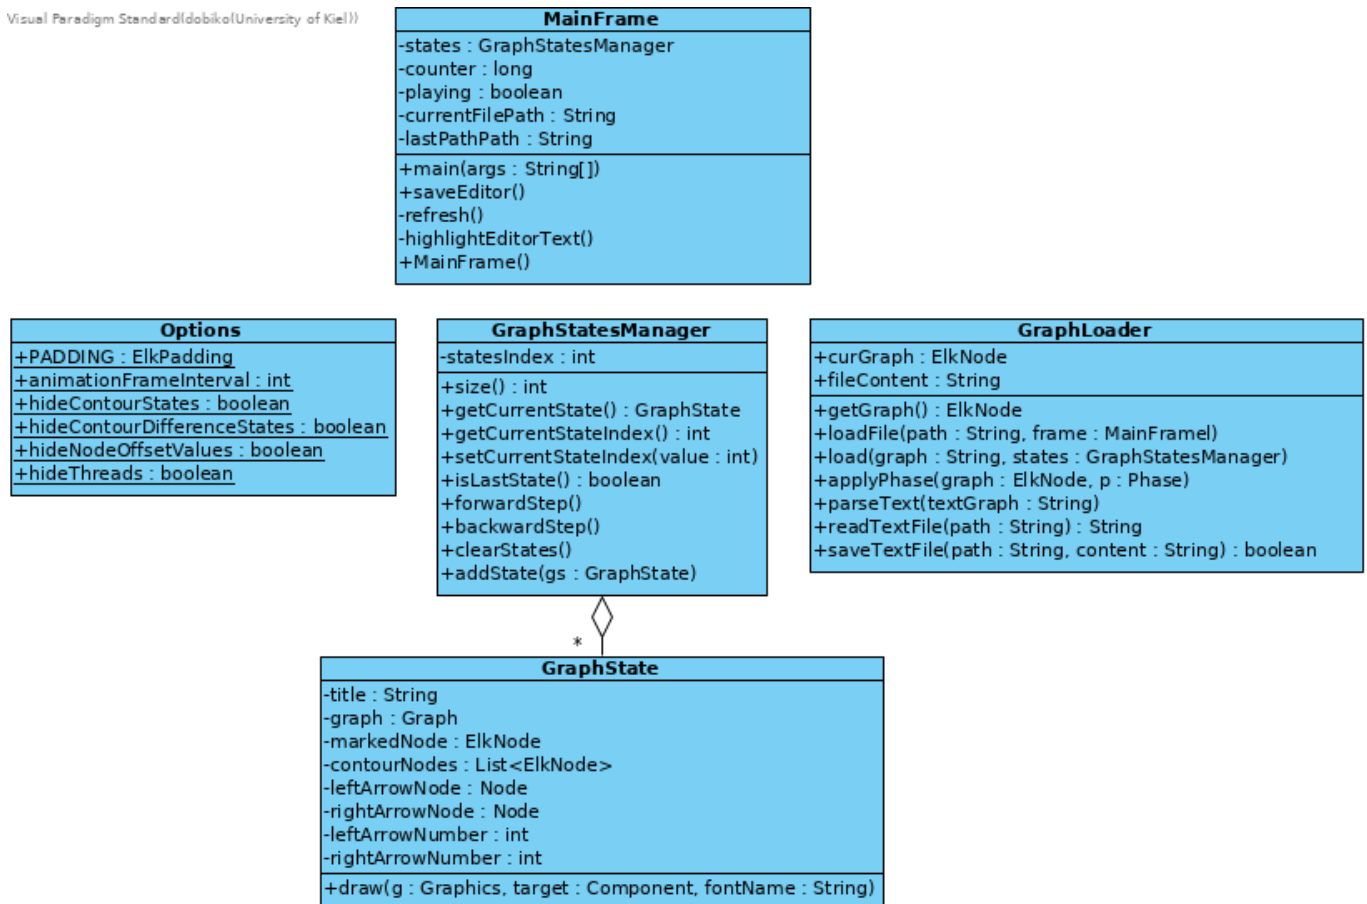 Visual Paradigm Standard(dobiko(University of Kiel))
MainFrame
-states : GraphStatesManager
-counter : long
-playing : boolean
-currentFilePath : String
-lastPathPath : String
+main(args : String[])
+saveEditor()
-refresh()
-highlightEditorText()
+MainFrame()
Options
+PADDING : ElkPadding
+animationFrameInterval : int
+hideContourStates : boolean
+hideContourDifferenceStates : boolean
+hideNodeOffsetValues : boolean
+hideThreads : boolean
GraphStatesManager
-statesIndex : int
+size() : int
+getCurrentState() : GraphState
+getCurrentStateIndex() : int
+setCurrentStateIndex(value : int)
+isLastState() : boolean
+forwardStep()
+backwardStep()
+clearStates()
+addState(gs : GraphState)
GraphLoader
+curGraph : ElkNode
+fileContent : String
+getGraph() : ElkNode
+loadFile(path : String, frame : MainFramel)
+load(graph : String, states : GraphStatesManager)
+applyPhase(graph : ElkNode, p : Phase)
+parseText(textGraph : String)
+readTextFile(path : String) : String
+saveTextFile(path : String, content : String) : boolean
*
GraphState
-title : String
-graph : Graph
-markedNode : ElkNode
-contourNodes : List<ElkNode>
-leftArrowNode : Node
-rightArrowNode : Node
-leftArrowNumber : int
-rightArrowNumber : int
+draw(g : Graphics, target : Component, fontName : String)